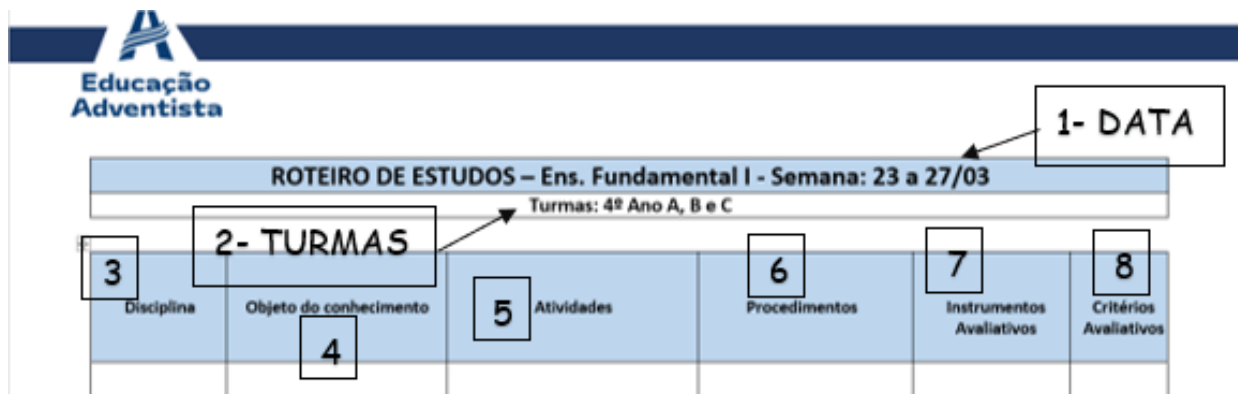 Educação
Adventista
1- DATA
ROTEIRO DE ESTUDOS – Ens. Fundamental I - Semana: 23 a 27/03
Turmas: 4º Ano A, B e C
2- TURMAS
3
6
7
8
Disciplina
Objeto do conhecimento
5
Atividades
Procedimentos
Instrumentos
Avaliativos
Critérios
Avaliativos
4